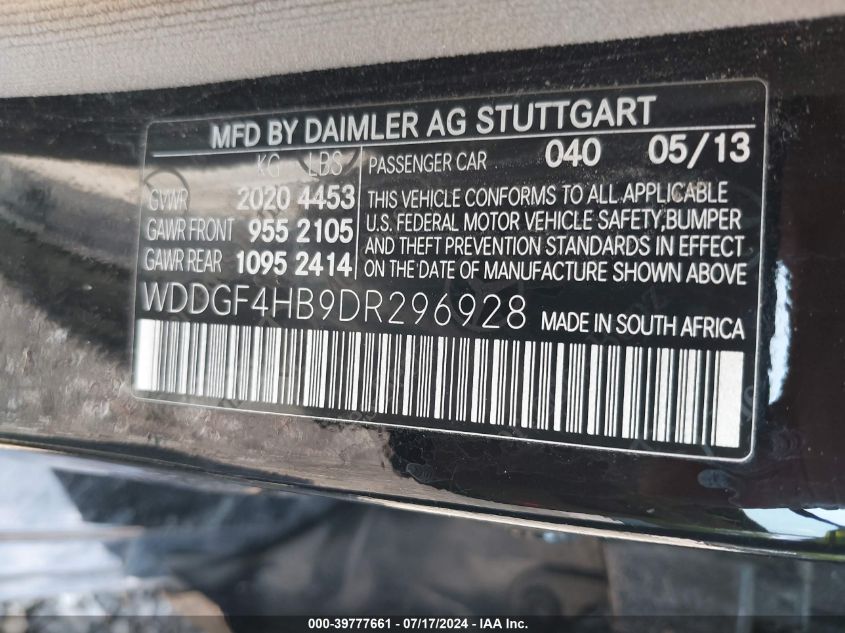 MFD BY DAIMLER AG STUTTGART
KG LBS
PASSENGER CAR 040 05/13
GVWR 2020 4453
GAWR FRONT 955 2105
GAWR REAR 1095 2414
THIS VEHICLE CONFORMS TO ALL APPLICABLE
U.S. FEDERAL MOTOR VEHICLE SAFETY,BUMPER
AND THEFT PREVENTION STANDARDS IN EFFECT
ON THE DATE OF MANUFACTURE SHOWN ABOVE
WDDGF4HB9DR296928 MADE IN SOUTH AFRICA
000-39777661 - 07/17/2024 - IAA Inc.